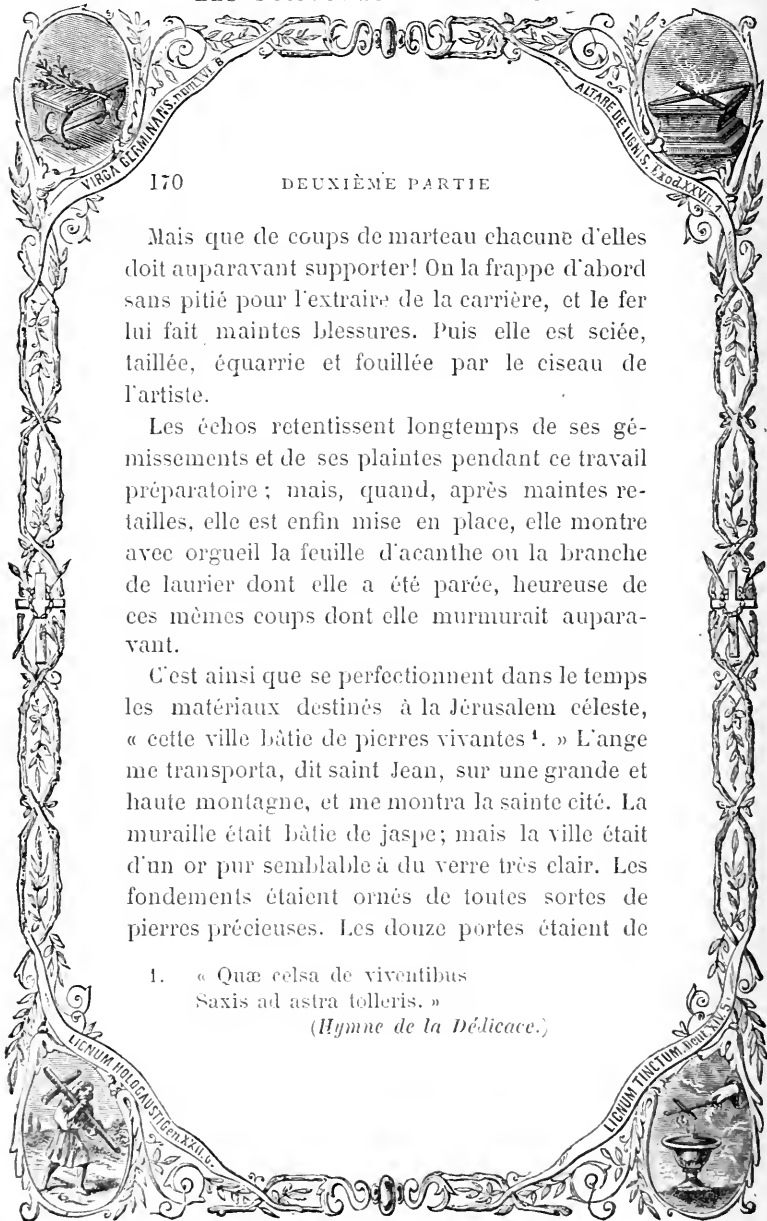 VIRGA GERMINANS.
ALTARE DE LIGNIS. Exod. XXVII. 1
170 DEUXIÈME PARTIE
Mais que de coups de marteau chacune d'elles
doit auparavant supporter! On la frappe d'abord
sans pitié pour l'extraire de la carrière, et le fer
lui fait maintes blessures. Puis elle est sciée,
taillée, équarrie et fouillée par le ciseau de
l'artiste.
Les échos retentissent longtemps de ses gé-
missements et de ses plaintes pendant ce travail
préparatoire; mais, quand, après maintes re-
tailles, elle est enfin mise en place, elle montre
avec orgueil la feuille d'acanthe ou la branche
de laurier dont elle a été parée, heureuse de
ces mèmes coups dont elle murmurait aupara-
vant.
C'est ainsi que se perfectionnent dans le temps
les matériaux destinés à la Jérusalem céleste,
« cette ville bâtie de pierres vivantes ¹. » L'ange
me transporta, dit saint Jean, sur une grande et
haute montagne, et me montra la sainte cité. La
muraille était bâtie de jaspe; mais la ville était
d'un or pur semblable à du verre très clair. Les
fondements étaient ornés de toutes sortes de
pierres précieuses. Les douze portes étaient de
1. « Quæ celsa de viventibus
Saxis ad astra tolleris. »
(Hymne de la Dédicace.)
LIGNUM HOLOCAUSTI Gen. XXII. 6.
LIGNUM TINCTUM.